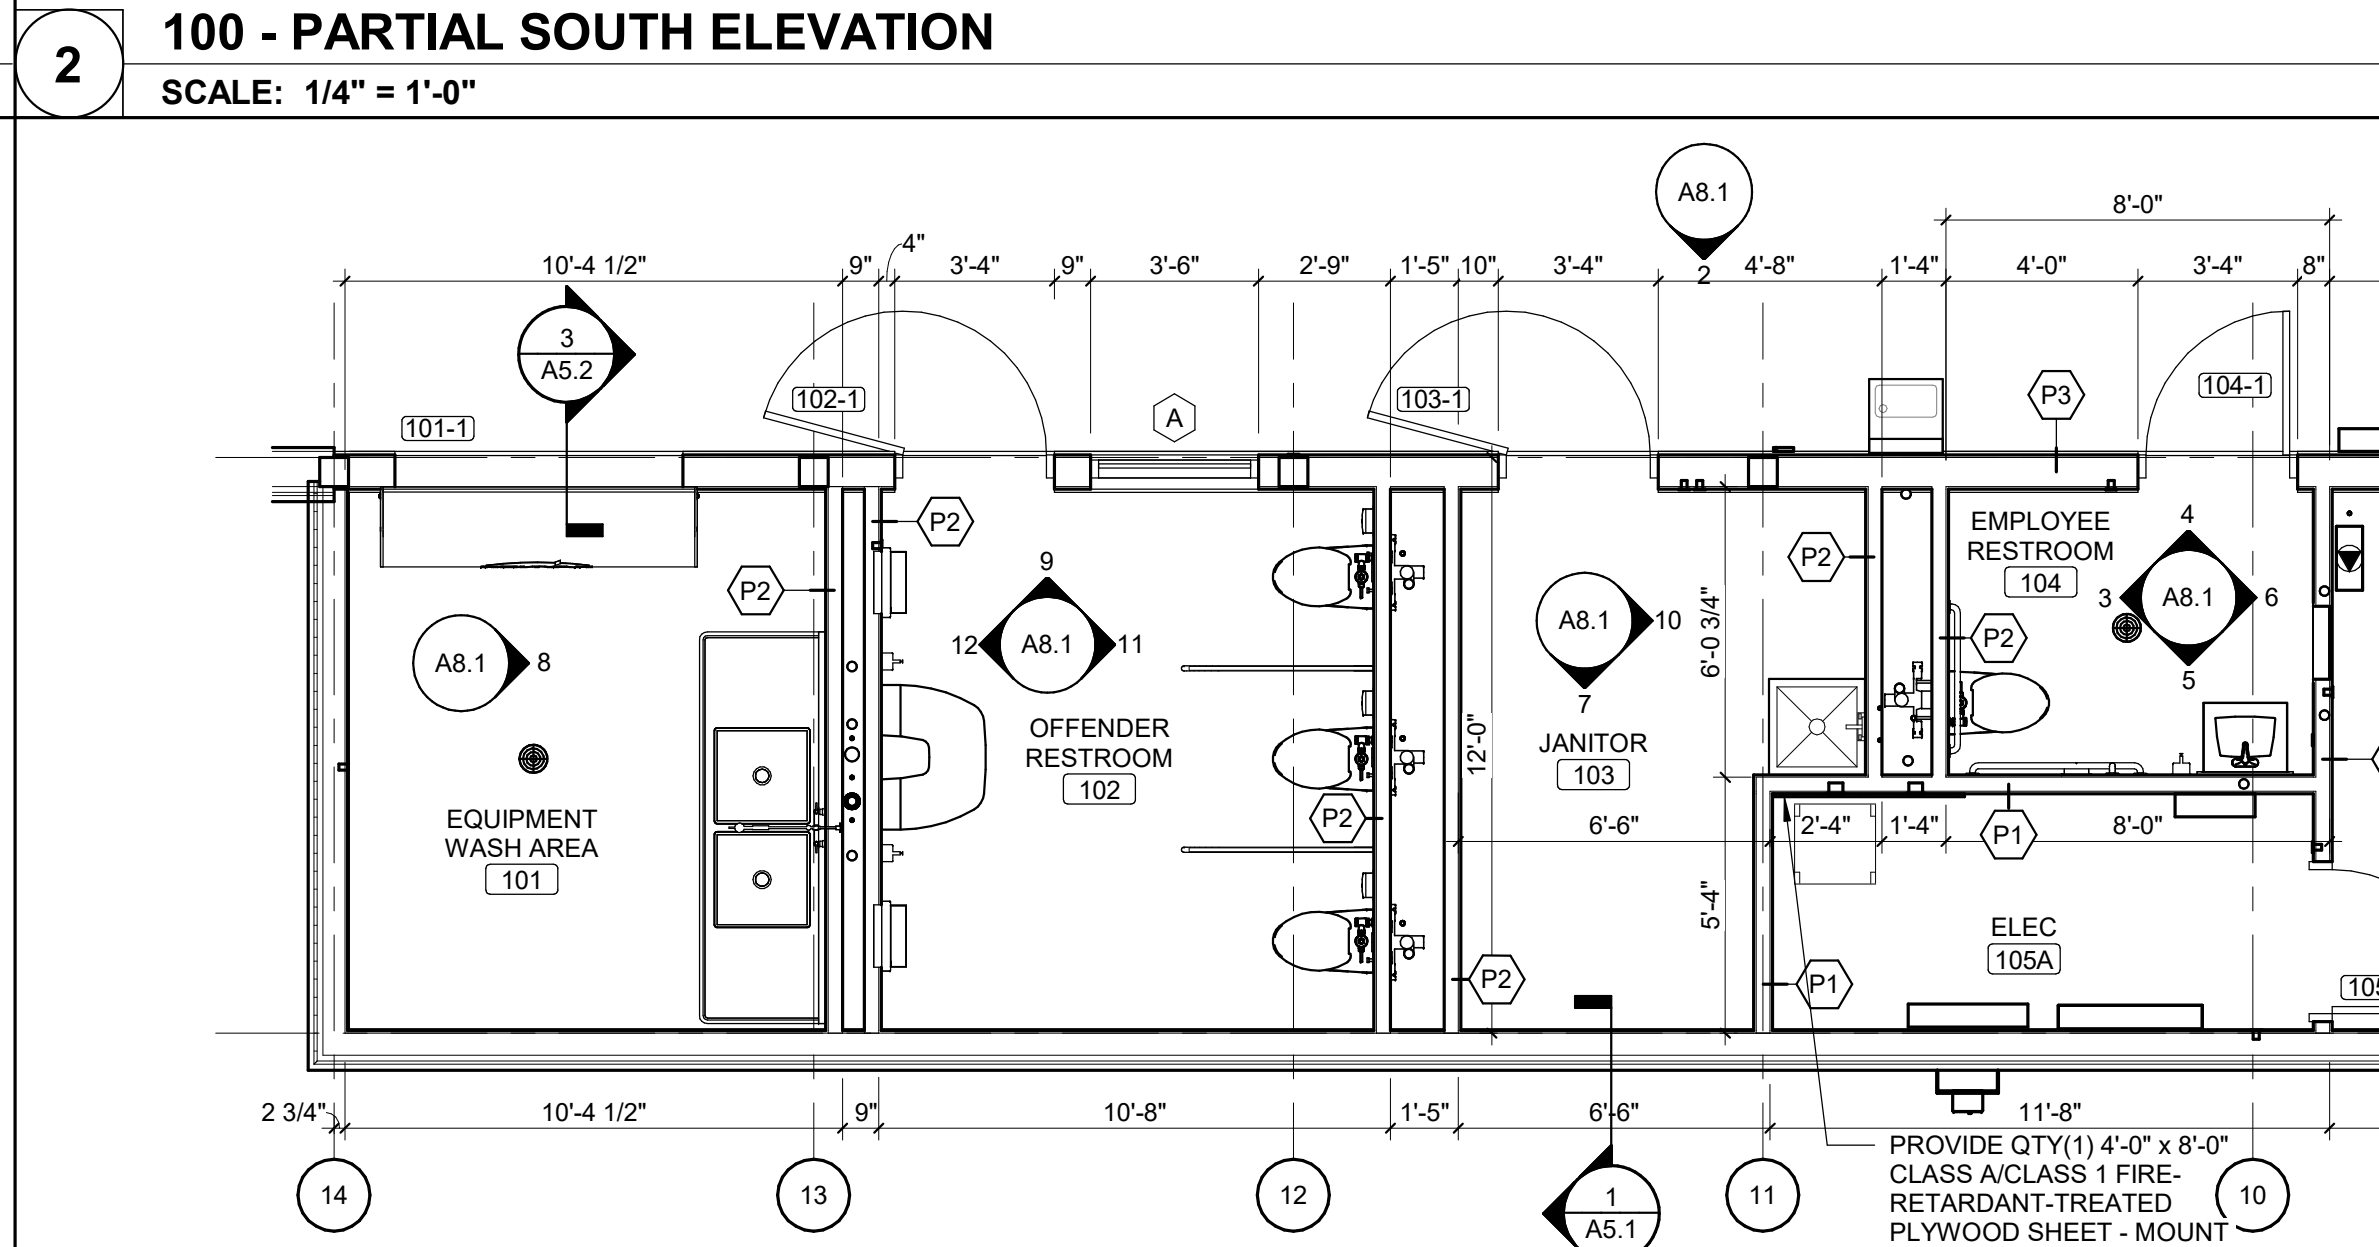 2
100 - PARTIAL SOUTH ELEVATION
SCALE: 1/4" = 1'-0"
A8.1
2
8'-0"
10'-4 1/2"
9"
4"
3'-4"
9"
3'-6"
2'-9"
1'-5"
10"
3'-4"
4'-8"
1'-4"
4'-0"
3'-4"
8"
3
A5.2
101-1
102-1
A
103-1
P3
104-1
P2
P2
9
12
A8.1
11
A8.1
8
A8.1
10
7
6'-0 3/4"
P2
EMPLOYEE
RESTROOM
104
4
3
A8.1
6
5
P2
OFFENDER
RESTROOM
102
12'-0"
JANITOR
103
EQUIPMENT
WASH AREA
101
P2
6'-6"
2'-4"
1'-4"
P1
8'-0"
5'-4"
ELEC
105A
P2
P1
105
2 3/4"
10'-4 1/2"
9"
10'-8"
1'-5"
6'-6"
11'-8"
PROVIDE QTY(1) 4'-0" x 8'-0"
CLASS A/CLASS 1 FIRE-
RETARDANT-TREATED
PLYWOOD SHEET - MOUNT
14
13
12
1
A5.1
11
10